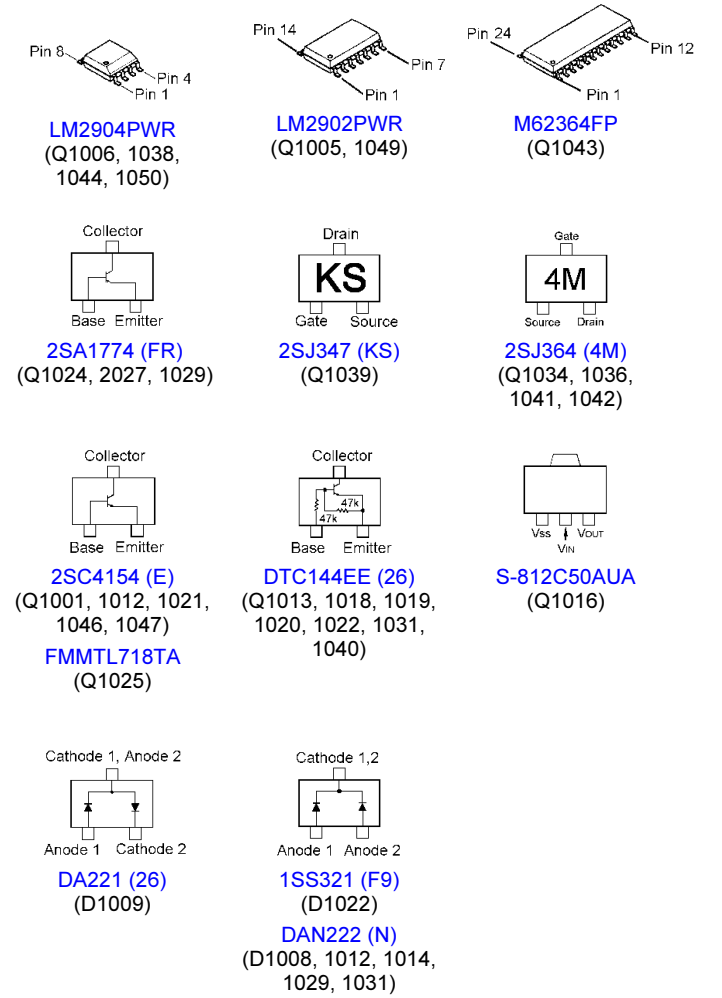 Pin 8
Pin 4
Pin 1
LM2904PWR
(Q1006, 1038,
1044, 1050)
Pin 14
Pin 7
Pin 1
LM2902PWR
(Q1005, 1049)
Pin 24
Pin 12
Pin 1
M62364FP
(Q1043)
Collector
Base Emitter
2SA1774 (FR)
(Q1024, 2027, 1029)
Drain
KS
Gate Source
2SJ347 (KS)
(Q1039)
Gate
4M
Source Drain
2SJ364 (4M)
(Q1034, 1036,
1041, 1042)
Collector
Base Emitter
2SC4154 (E)
(Q1001, 1012, 1021,
1046, 1047)
FMMTL718TA
(Q1025)
Collector
47k
47k
Base Emitter
DTC144EE (26)
(Q1013, 1018, 1019,
1020, 1022, 1031,
1040)
VSS VOUT
VIN
S-812C50AUA
(Q1016)
Cathode 1, Anode 2
Anode 1 Cathode 2
DA221 (26)
(D1009)
Cathode 1,2
Anode 1 Anode 2
1SS321 (F9)
(D1022)
DAN222 (N)
(D1008, 1012, 1014,
1029, 1031)